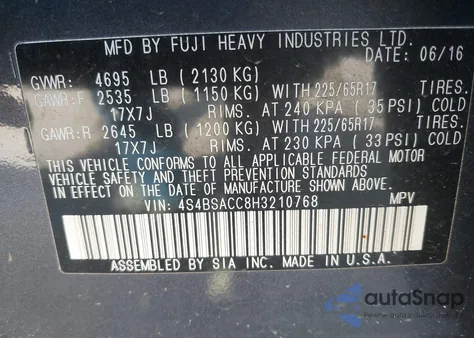 MFD BY FUJI HEAVY INDUSTRIES LTD.
DATE: 06/16
GVWR: 4695 LB (2130 KG)
GAWR:F 2535 LB (1150 KG) WITH 225/65R17 TIRES.
17X7J RIMS. AT 240 KPA (35 PSI) COLD
GAWR:R 2645 LB (1200 KG) WITH 225/65R17 TIRES.
17X7J RIMS. AT 230 KPA (33 PSI) COLD
THIS VEHICLE CONFORMS TO ALL APPLICABLE FEDERAL MOTOR
VEHICLE SAFETY, BUMPER, AND THEFT PREVENTION STANDARDS
IN EFFECT ON THE DATE OF MANUFACTURE SHOWN ABOVE.
VIN: 4S4BSACC8H3210768 MPV
ASSEMBLED BY SIA INC. MADE IN U.S.A.
autoSnap